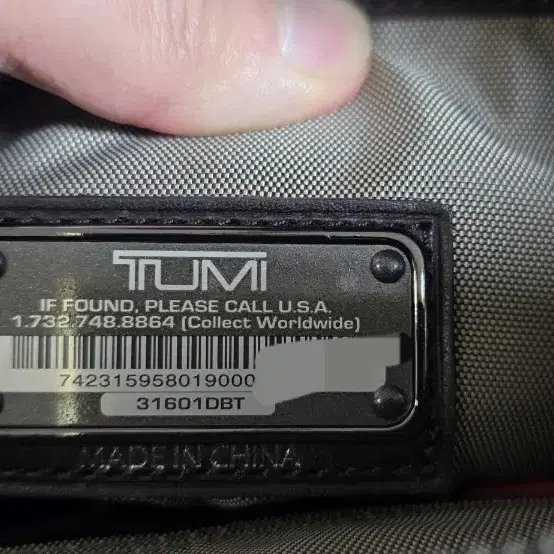 TUMI
IF FOUND, PLEASE CALL U.S.A.
1.732.748.8864 (Collect Worldwide)
742315958019000
31601DBT
MADE IN CHINA